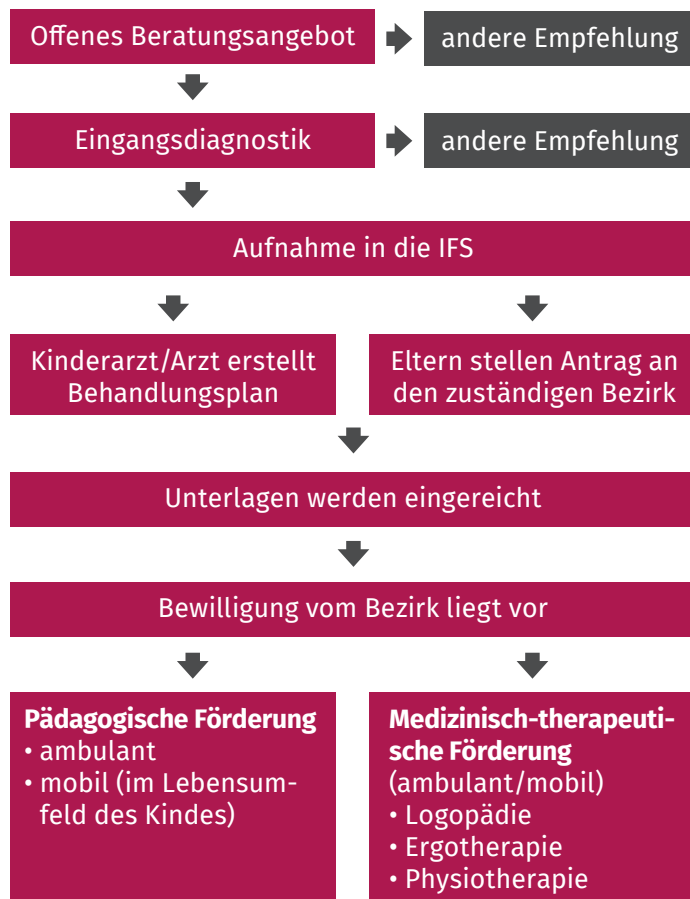 Offenes Beratungsangebot
andere Empfehlung
Eingangsdiagnostik
andere Empfehlung
Aufnahme in die IFS
Kinderarzt/Arzt erstellt
Behandlungsplan
Eltern stellen Antrag an
den zuständigen Bezirk
Unterlagen werden eingereicht
Bewilligung vom Bezirk liegt vor
Pädagogische Förderung
• ambulant
• mobil (im Lebensum-
feld des Kindes)
Medizinisch-therapeuti-
sche Förderung
(ambulant/mobil)
• Logopädie
• Ergotherapie
• Physiotherapie